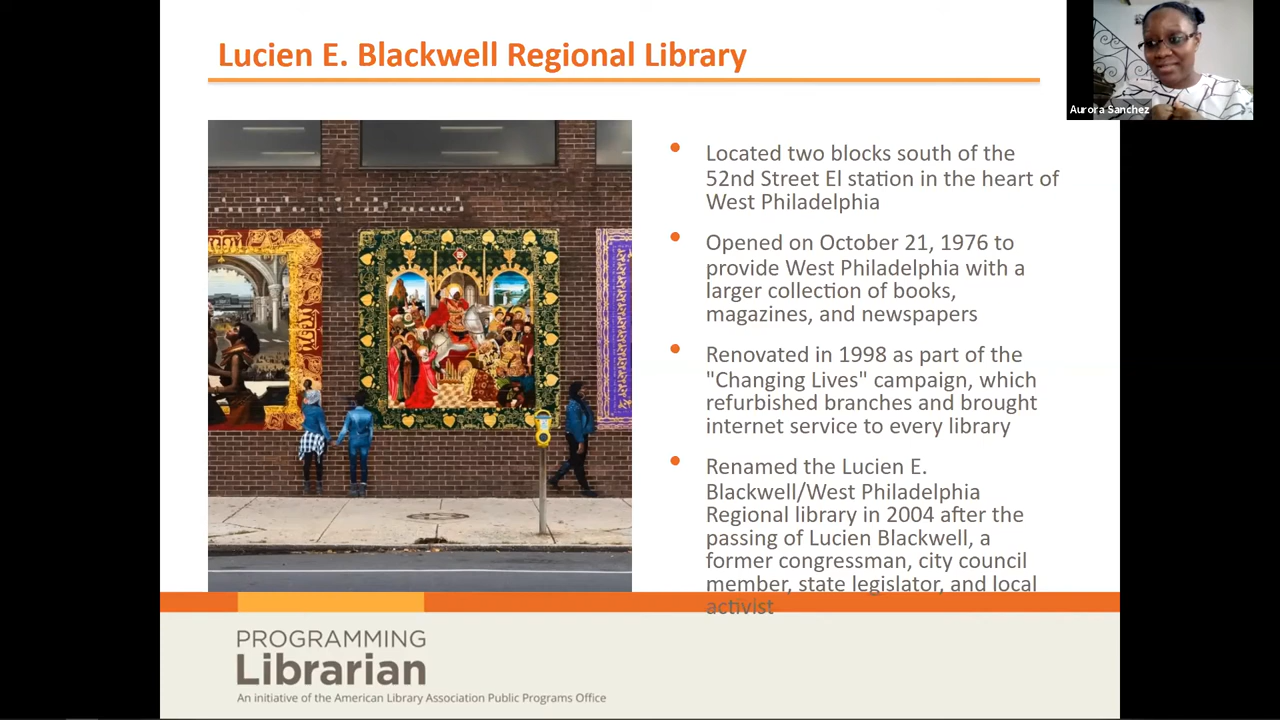 Lucien E. Blackwell Regional Library
Aurora Sanchez
Located two blocks south of the
52nd Street El station in the heart of
West Philadelphia
Opened on October 21, 1976 to
provide West Philadelphia with a
larger collection of books,
magazines, and newspapers
Renovated in 1998 as part of the
"Changing Lives" campaign, which
refurbished branches and brought
internet service to every library
Renamed the Lucien E.
Blackwell/West Philadelphia
Regional library in 2004 after the
passing of Lucien Blackwell, a
former congressman, city council
member, state legislator, and local
activist
PROGRAMMING
Librarian
An initiative of the American Library Association Public Programs Office